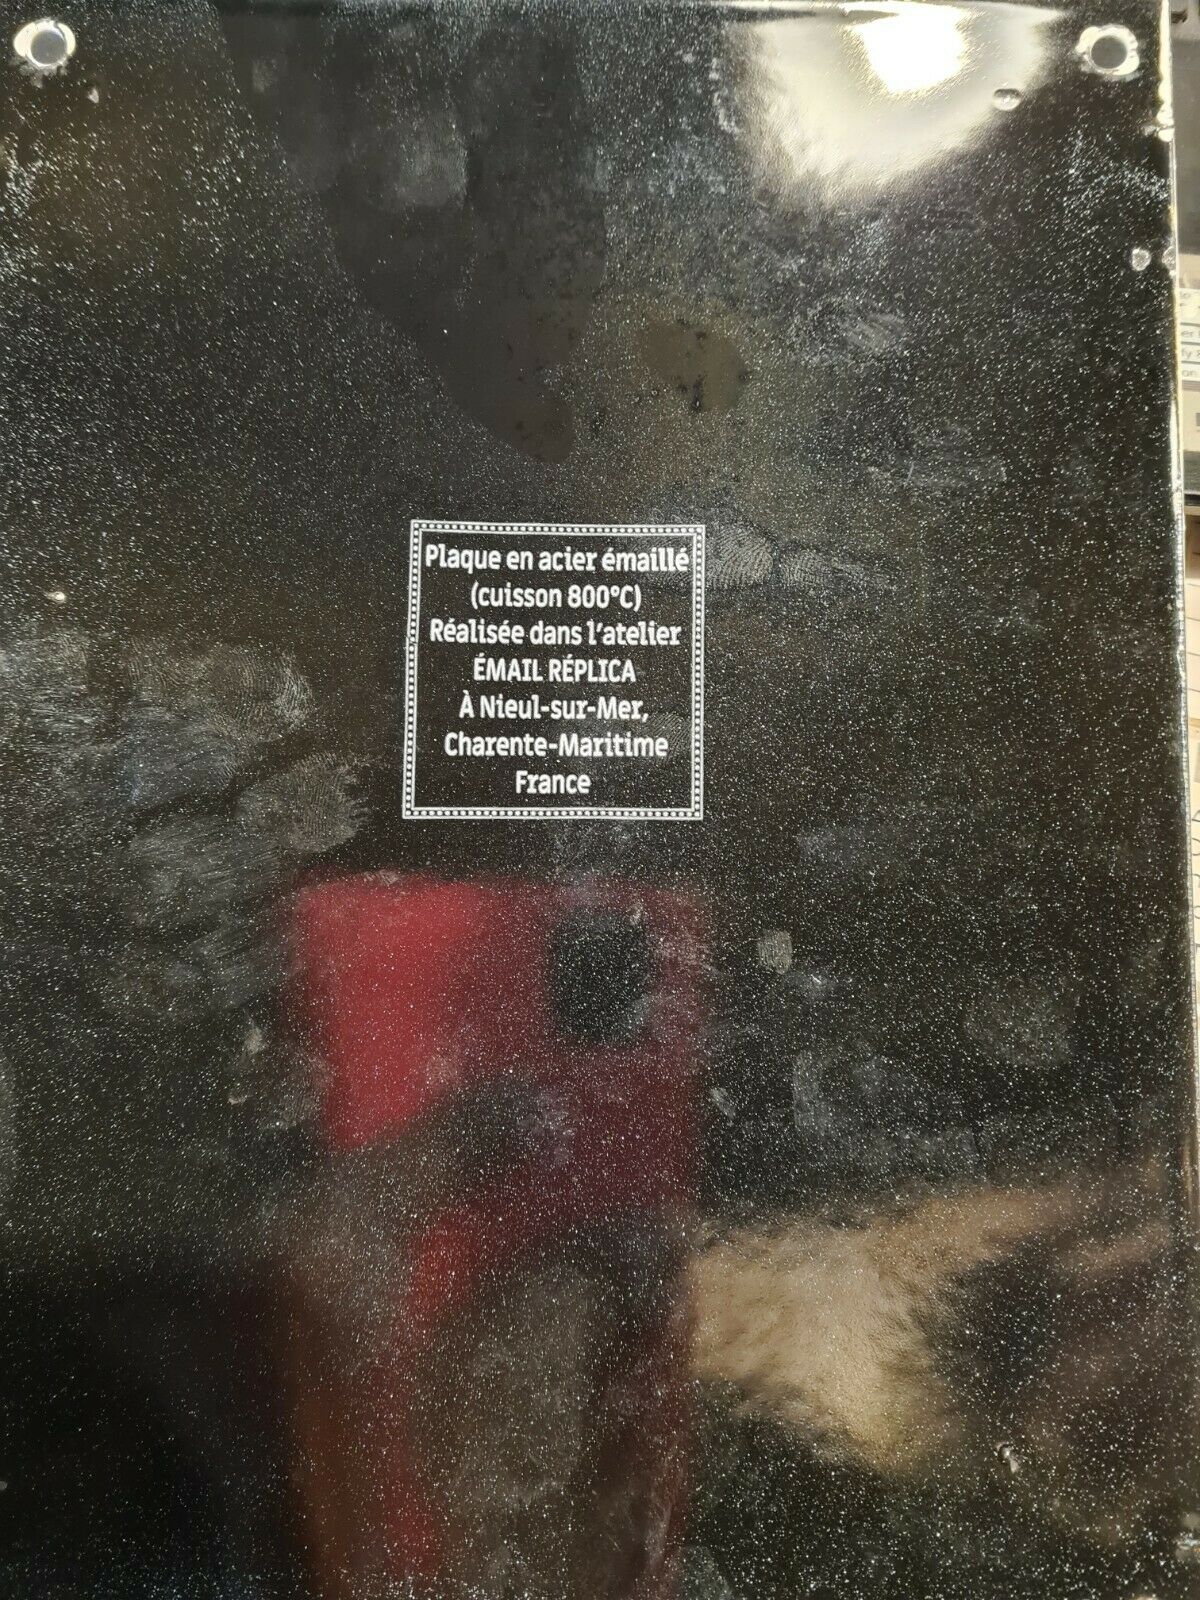 Plaque en acier émaillé
(cuisson 800°C)
Réalisée dans l'atelier
ÉMAIL RÉPLICA
À Nieul-sur-Mer,
Charente-Maritime
France